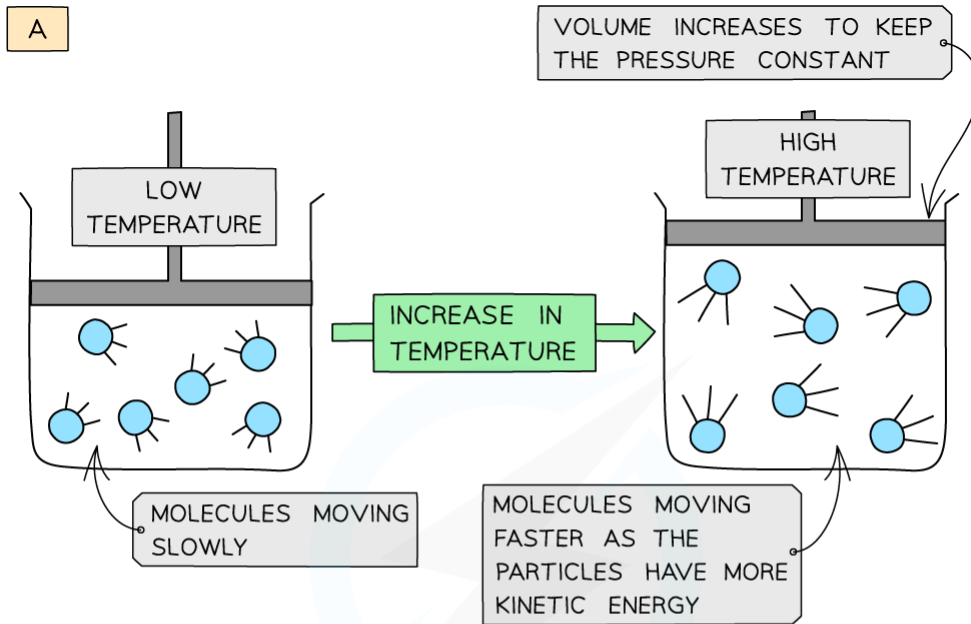 A
VOLUME INCREASES TO KEEP
THE PRESSURE CONSTANT
LOW
TEMPERATURE
HIGH
TEMPERATURE
INCREASE IN
TEMPERATURE
MOLECULES MOVING
SLOWLY
MOLECULES MOVING
FASTER AS THE
PARTICLES HAVE MORE
KINETIC ENERGY